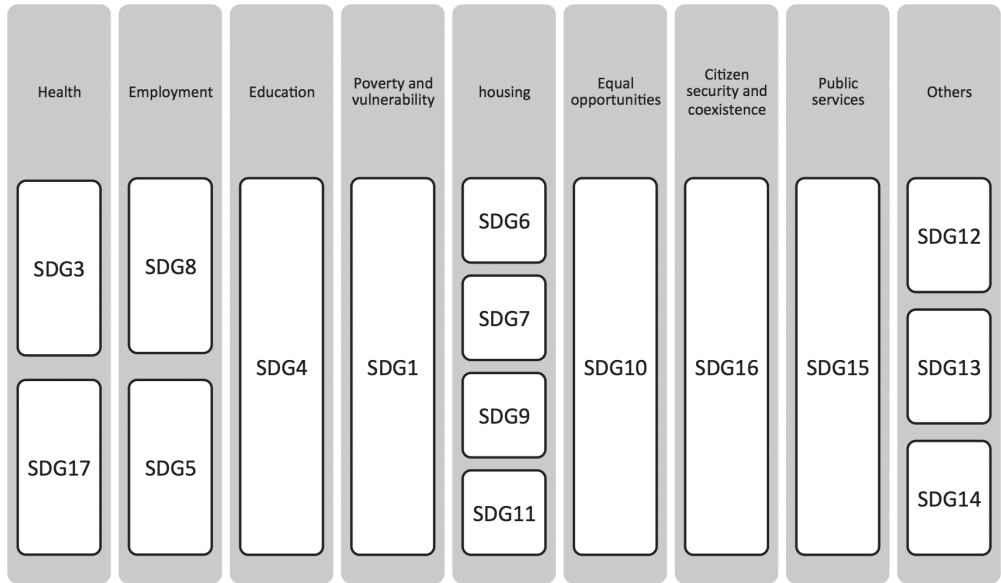 Health
Employment
Education
Poverty and
vulnerability
housing
Equal
opportunities
Citizen
security and
coexistence
Public
services
Others
SDG3
SDG17
SDG8
SDG5
SDG4
SDG1
SDG6
SDG7
SDG9
SDG11
SDG10
SDG16
SDG15
SDG12
SDG13
SDG14